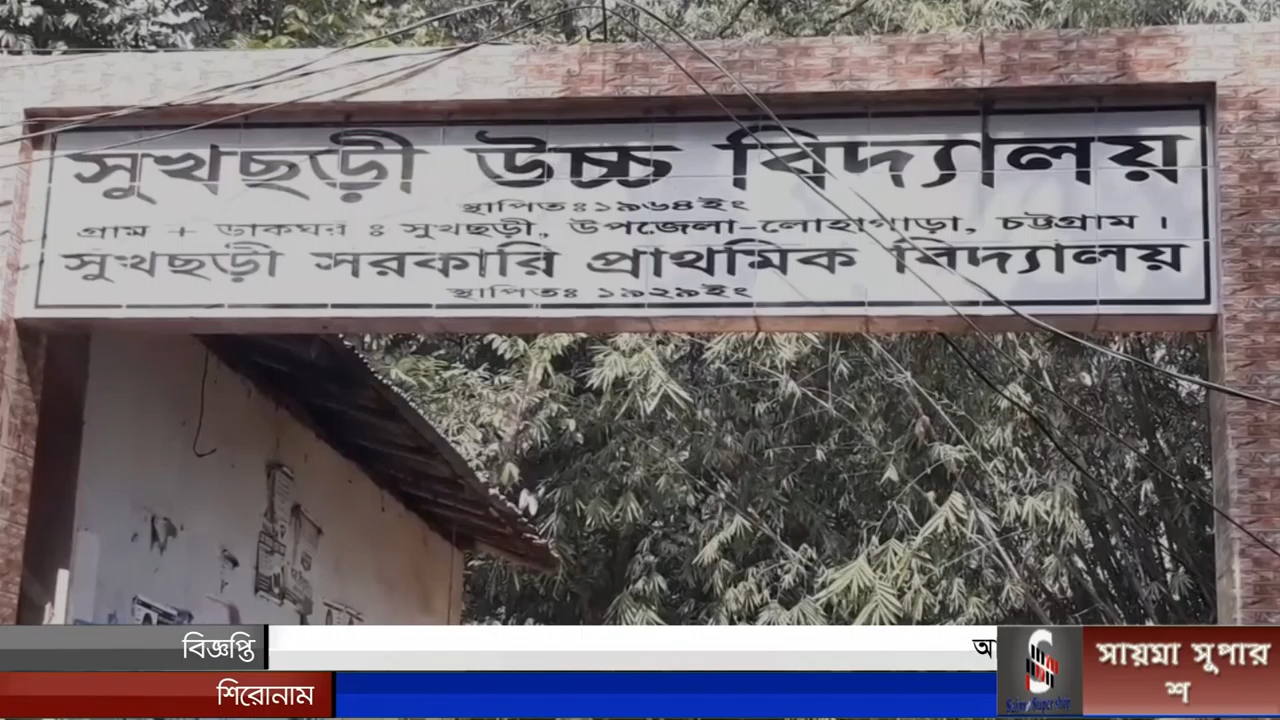 সুখছড়ী উচ্চ বিদ্যালয়
স্থাপিতঃ১৯৬৪ইং
গ্রাম + ডাকঘর ঃ সুখছড়ী, উপজেলা-লোহাগাড়া, চট্টগ্রাম।
সুখছড়ী সরকারি প্রাথমিক বিদ্যালয়
স্থাপিতঃ ১৯২৯ইং
বিজ্ঞপ্তি
শিরোনাম
সায়মা সুপার
শ